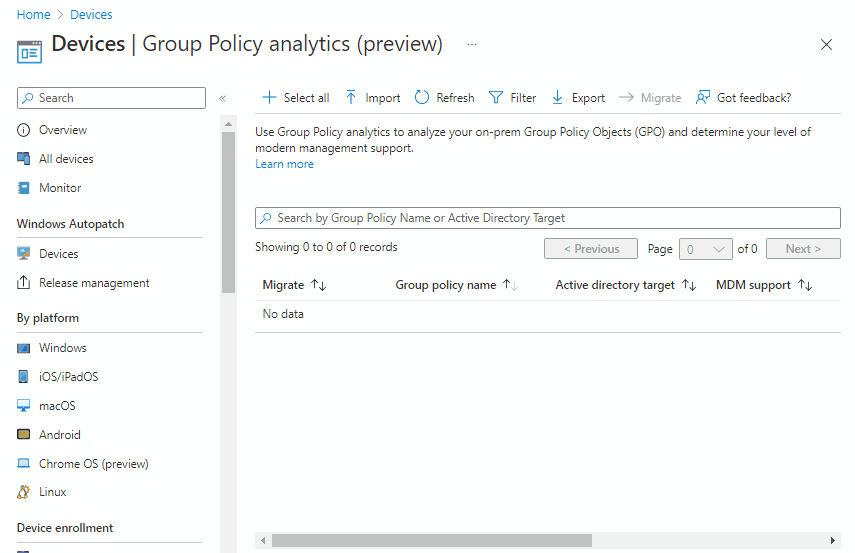 Home > Devices
Devices | Group Policy analytics (preview) ...
Search
«
Overview
All devices
Monitor
Windows Autopatch
Devices
Release management
By platform
Windows
iOS/iPadOS
macOS
Android
Chrome OS (preview)
Linux
Device enrollment
Select all Import Refresh Filter Export Migrate Got feedback?
Use Group Policy analytics to analyze your on-prem Group Policy Objects (GPO) and determine your level of
modern management support.
Learn more
Search by Group Policy Name or Active Directory Target
Showing 0 to 0 of 0 records < Previous Page 0 of 0 Next >
Migrate Group policy name Active directory target MDM support
No data